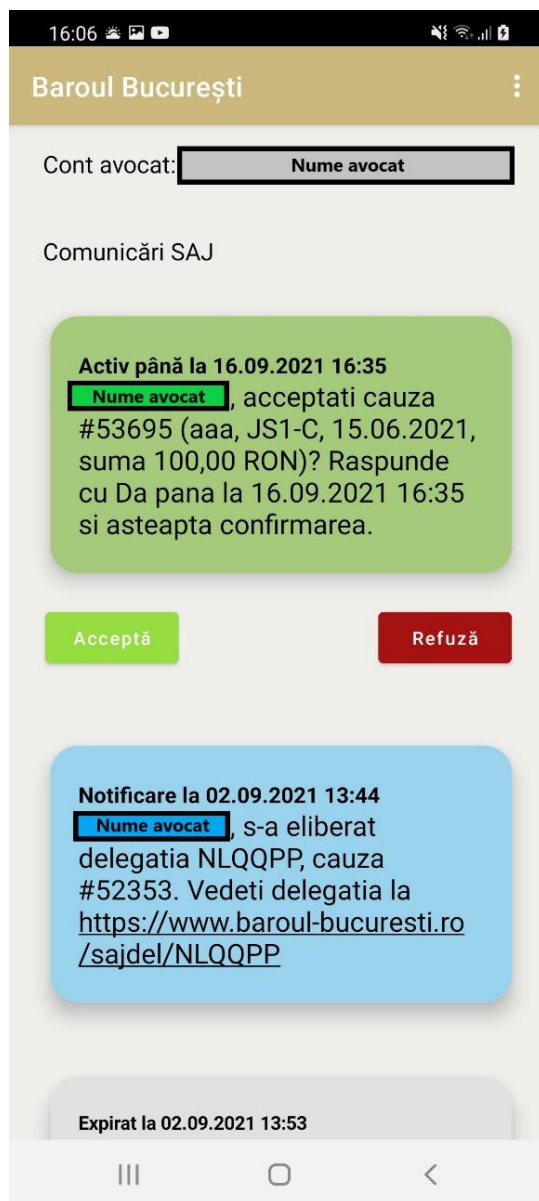 16:06
Baroul București
Cont avocat: Nume avocat
Comunicări SAJ
Activ până la 16.09.2021 16:35
Nume avocat, acceptati cauza
#53695 (aaa, JS1-C, 15.06.2021,
suma 100,00 RON)? Raspunde
cu Da pana la 16.09.2021 16:35
si asteapta confirmarea.
Acceptă Refuză
Notificare la 02.09.2021 13:44
Nume avocat, s-a eliberat
delegatia NLQQPP, cauza
#52353. Vedeti delegatia la
https://www.baroul-bucuresti.ro
/sajdel/NLQQPP
Expirat la 02.09.2021 13:53